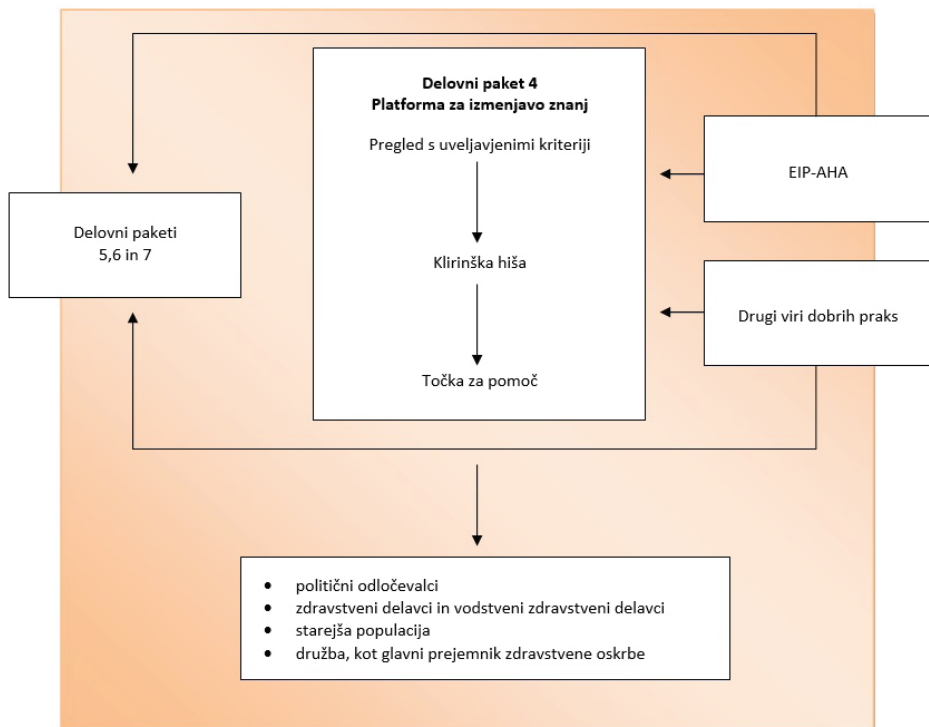 Delovni paket 4
Platforma za izmenjavo znanj
Pregled s uveljavjenimi kriteriji
Klirinška hiša
Točka za pomoč
Delovni paketi
5,6 in 7
EIP-AHA
Drugi viri dobrih praks
• politični odločevalci
• zdravstveni delavci in vodstveni zdravstveni delavci
• starejša populacija
• družba, kot glavni prejemnik zdravstvene oskrbe